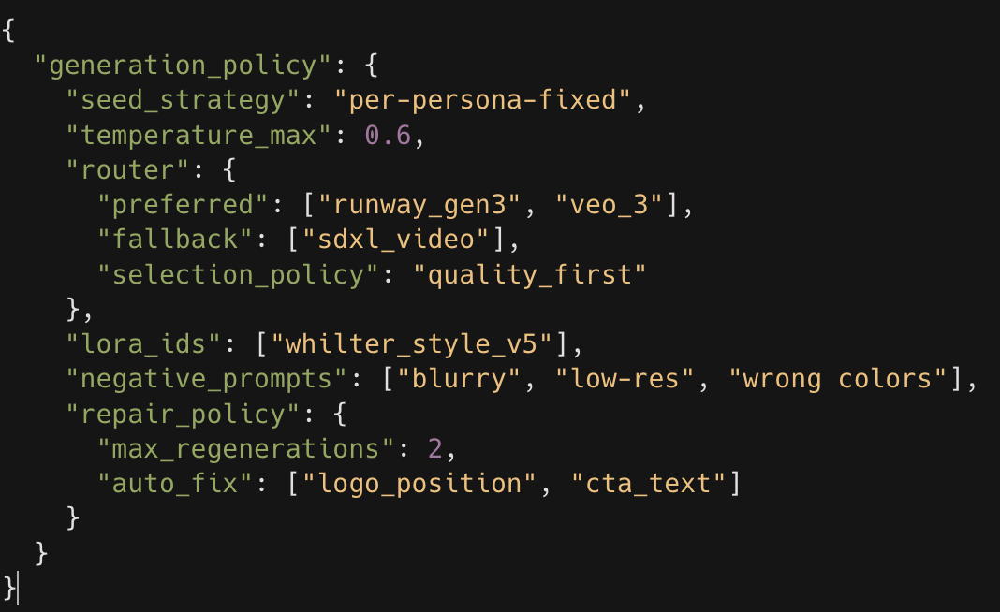 {
  "generation_policy": {
    "seed_strategy": "per-persona-fixed",
    "temperature_max": 0.6,
    "router": {
      "preferred": ["runway_gen3", "veo_3"],
      "fallback": ["sdxl_video"],
      "selection_policy": "quality_first"
    },
    "lora_ids": ["whilter_style_v5"],
    "negative_prompts": ["blurry", "low-res", "wrong colors"],
    "repair_policy": {
      "max_regenerations": 2,
      "auto_fix": ["logo_position", "cta_text"]
    }
  }
}